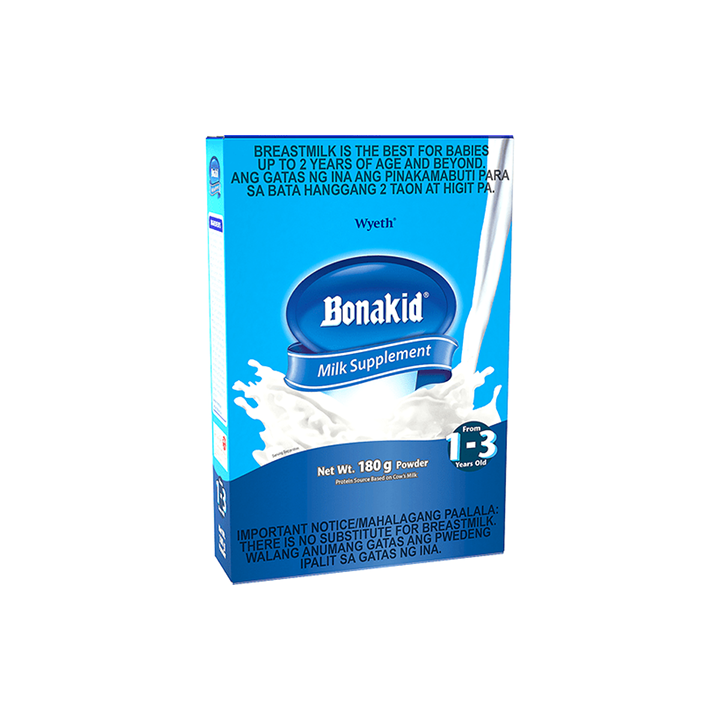 BREASTMILK IS THE BEST FOR BABIES
UP TO 2 YEARS OF AGE AND BEYOND.
ANG GATAS NG INA ANG PINAKAMABUTI PARA
SA BATA HANGGANG 2 TAON AT HIGIT PA.
Wyeth®
Bonakid®
Milk Supplement
From
1-3
Years Old
Net Wt. 180 g Powder
Protein Source Based on Cow's Milk
IMPORTANT NOTICE/MAHALAGANG PAALALA:
THERE IS NO SUBSTITUTE FOR BREASTMILK.
WALANG ANUMANG GATAS ANG PWEDENG
IPALIT SA GATAS NG INA.